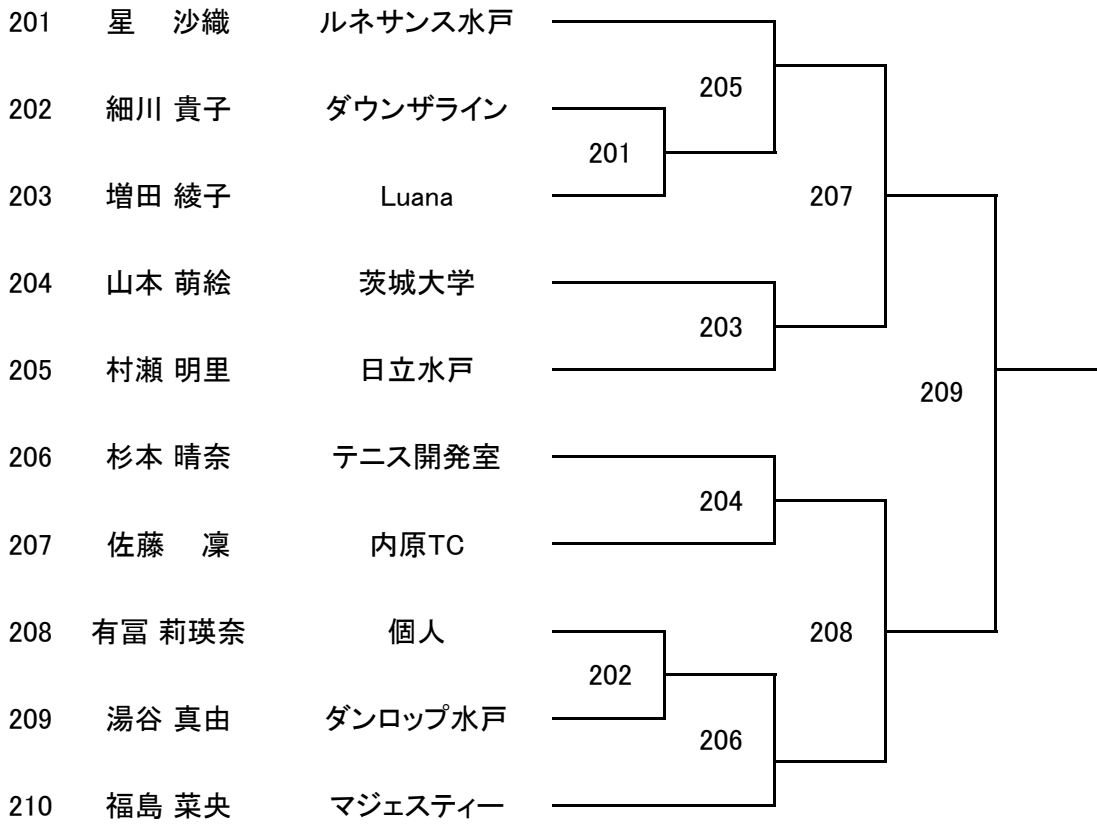 201 星 沙織 ルネサンス水戸
205
202 細川 貴子 ダウンザライン
201
203 増田 綾子 Luana
207
204 山本 萌絵 茨城大学
203
205 村瀬 明里 日立水戸
209
206 杉本 晴奈 テニス開発室
204
207 佐藤 凜 内原TC
208 有冨 莉瑛奈 個人
208
202
209 湯谷 真由 ダンロップ水戸
206
210 福島 菜央 マジェスティー